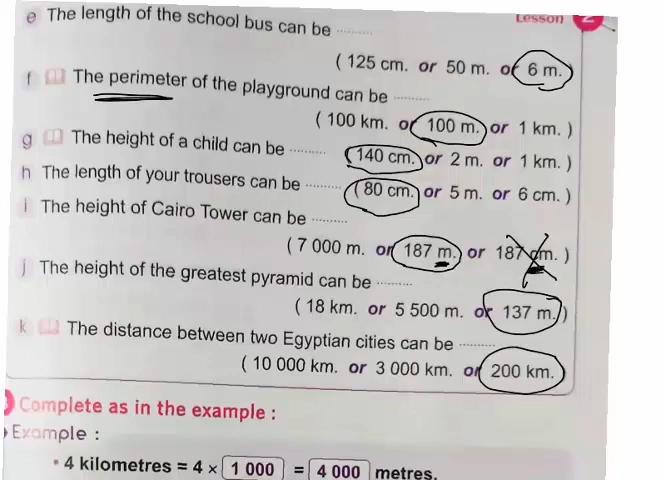 Lesson 2
e The length of the school bus can be ..........
( 125 cm. or 50 m. or 6 m. )
f The perimeter of the playground can be ..........
( 100 km. or 100 m. or 1 km. )
g The height of a child can be ..........
( 140 cm. or 2 m. or 1 km. )
h The length of your trousers can be ..........
( 80 cm. or 5 m. or 6 cm. )
i The height of Cairo Tower can be ..........
( 7 000 m. or 187 m. or 187 cm. )
j The height of the greatest pyramid can be ..........
( 18 km. or 5 500 m. or 137 m. )
k The distance between two Egyptian cities can be ..........
( 10 000 km. or 3 000 km. or 200 km. )
Complete as in the example :
Example :
• 4 kilometres = 4 × 1 000 = 4 000 metres.